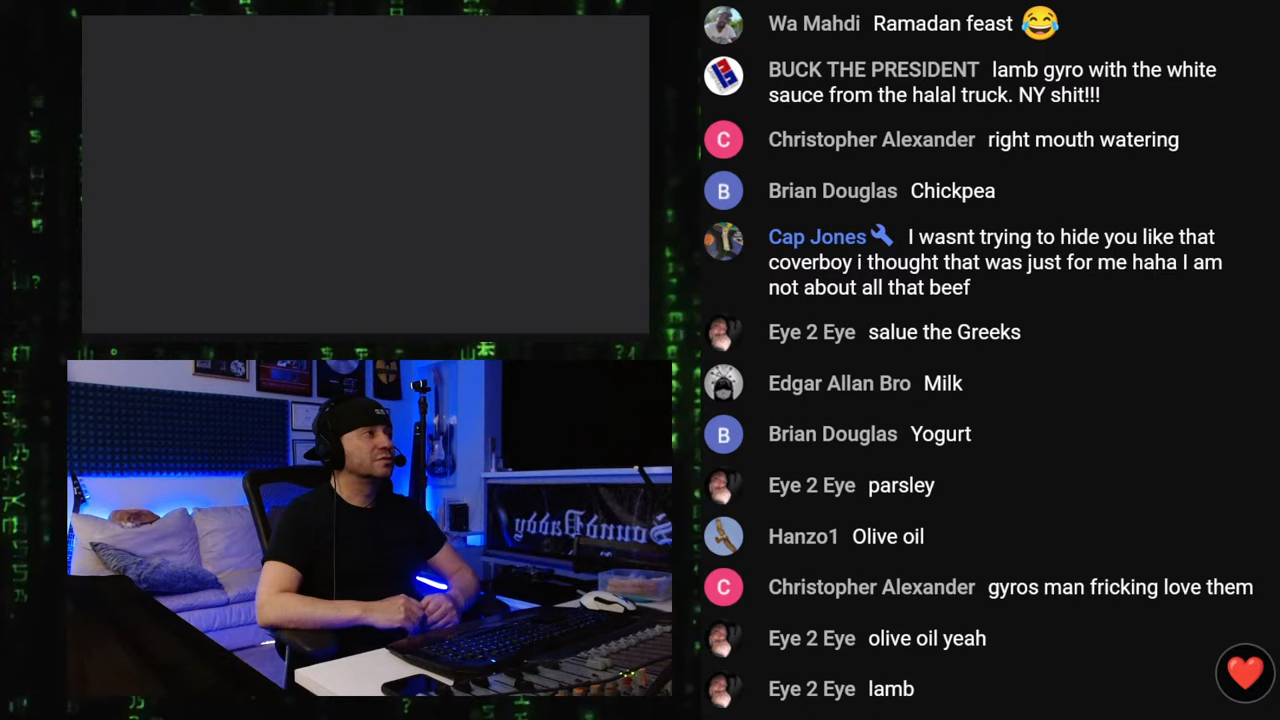 Wa Mahdi Ramadan feast 😂
BUCK THE PRESIDENT lamb gyro with the white
sauce from the halal truck. NY shit!!!
C Christopher Alexander right mouth watering
B Brian Douglas Chickpea
Cap Jones I wasnt trying to hide you like that
coverboy i thought that was just for me haha I am
not about all that beef
Eye 2 Eye salue the Greeks
Edgar Allan Bro Milk
B Brian Douglas Yogurt
Eye 2 Eye parsley
Hanzo1 Olive oil
C Christopher Alexander gyros man fricking love them
Eye 2 Eye olive oil yeah
Eye 2 Eye lamb
SoundDaddy